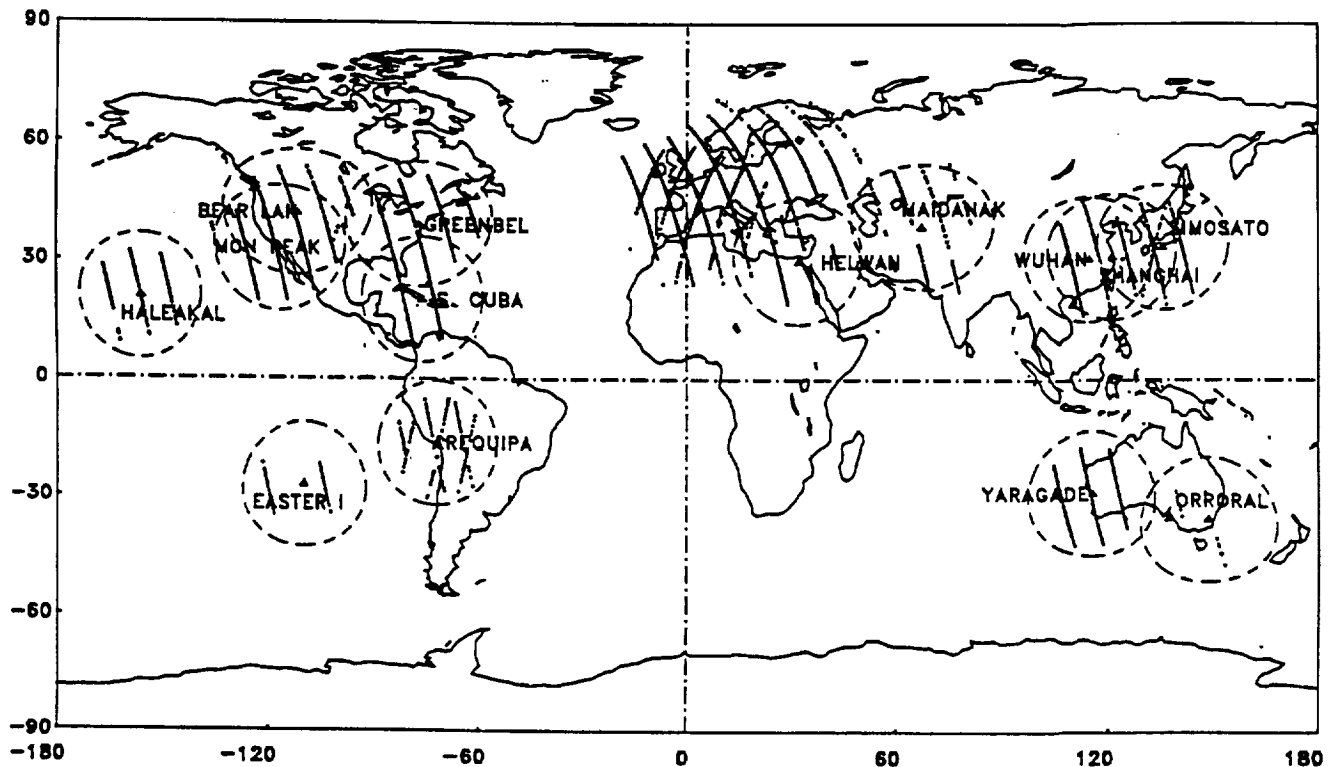 90
60
30
0
−30
−60
−90
BEAR LAK
GREENBEL
MAIDANAK
MON PEAK
SIMOSATO
HELWAN
WUHAN
SHANGHAI
HALEAKAL
S. CUBA
AREQUIPA
EASTER I
YARAGADE
ORRORAL
−180
−120
−60
0
60
120
180